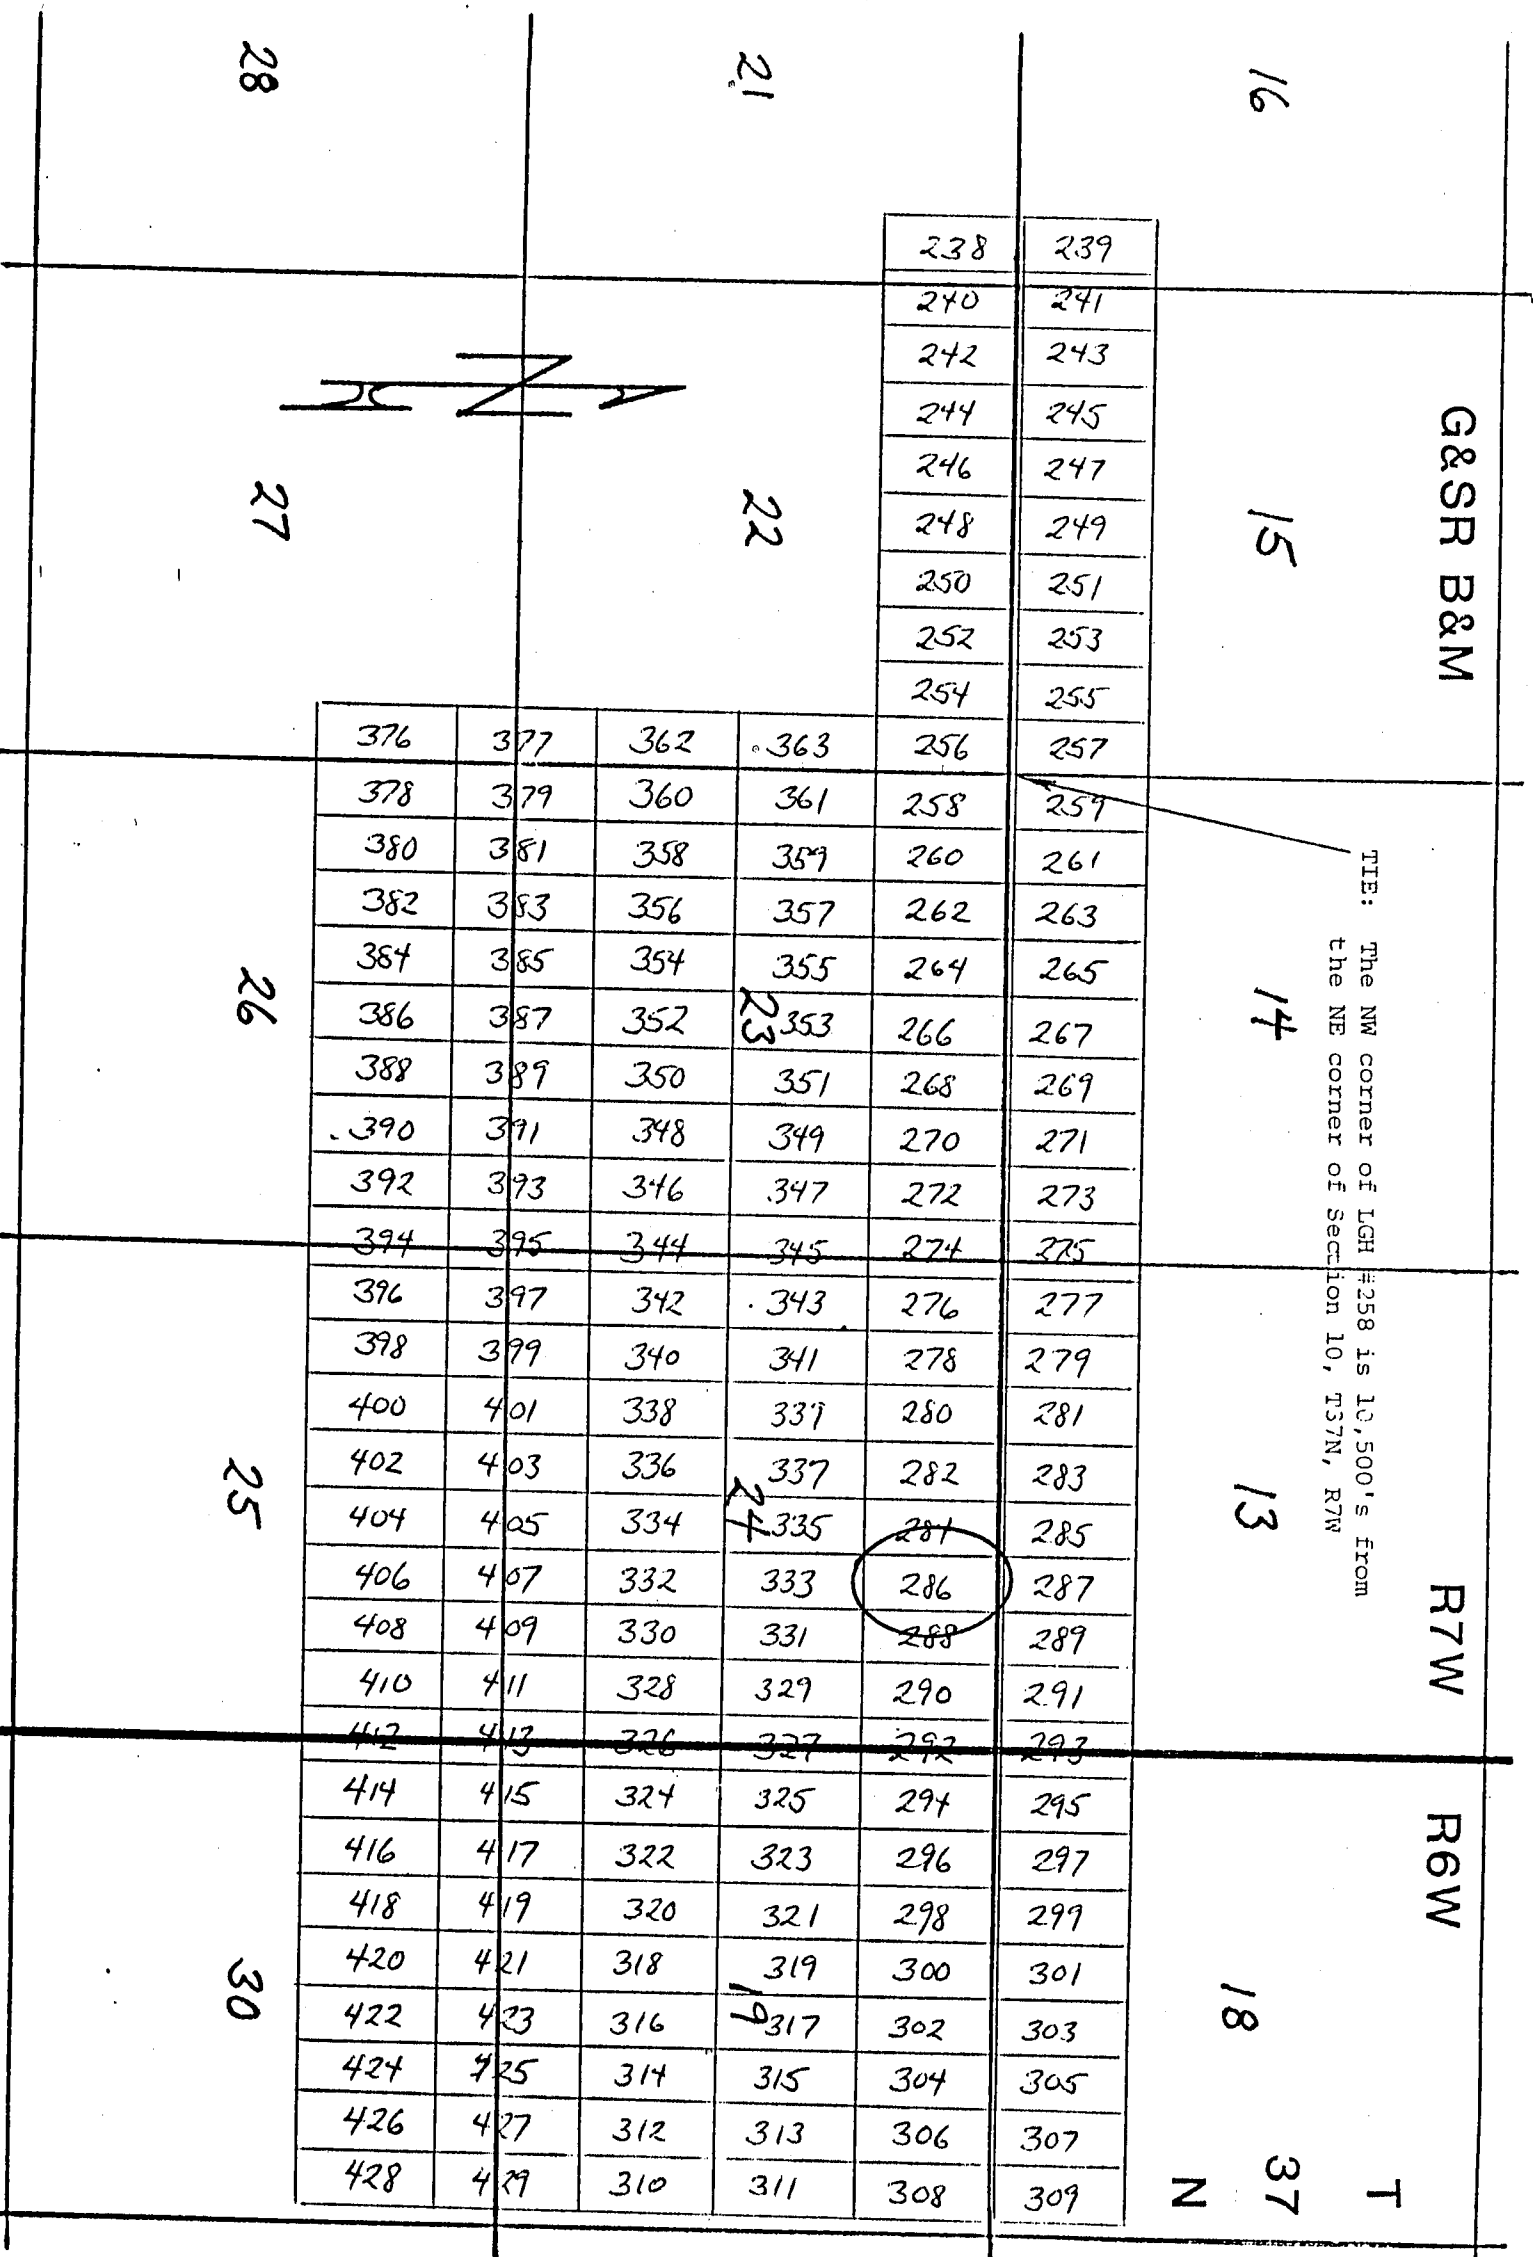 G&SR B&M
R7W
R6W
T
37
N
TIE: The NW corner of LGH #258 is 10,500's from
the NE corner of Section 10, T37N, R7W
16
15
14
13
18
21
22
23
24
19
28
27
26
25
30
238 239
240 241
242 243
244 245
246 247
248 249
250 251
252 253
254 255
376 377 362 363 256 257
378 379 360 361 258 259
380 381 358 359 260 261
382 383 356 357 262 263
384 385 354 355 264 265
386 387 352 353 266 267
388 389 350 351 268 269
390 391 348 349 270 271
392 393 346 347 272 273
394 395 344 345 274 275
396 397 342 343 276 277
398 399 340 341 278 279
400 401 338 339 280 281
402 403 336 337 282 283
404 405 334 335 284 285
406 407 332 333 286 287
408 409 330 331 288 289
410 411 328 329 290 291
412 413 326 327 292 293
414 415 324 325 294 295
416 417 322 323 296 297
418 419 320 321 298 299
420 421 318 319 300 301
422 423 316 317 302 303
424 425 314 315 304 305
426 427 312 313 306 307
428 429 310 311 308 309
N